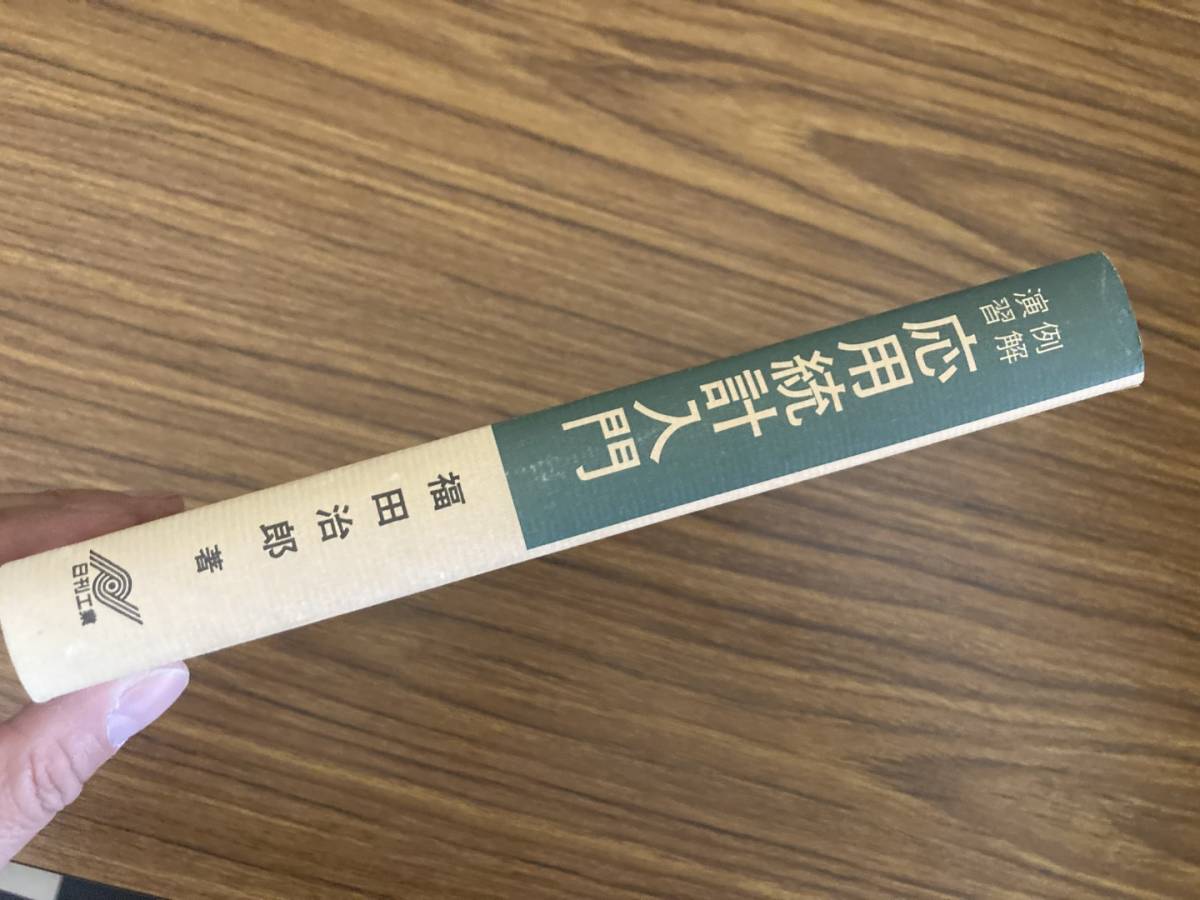 例解
演習
応用統計入門
福田治郎 著
日刊工業